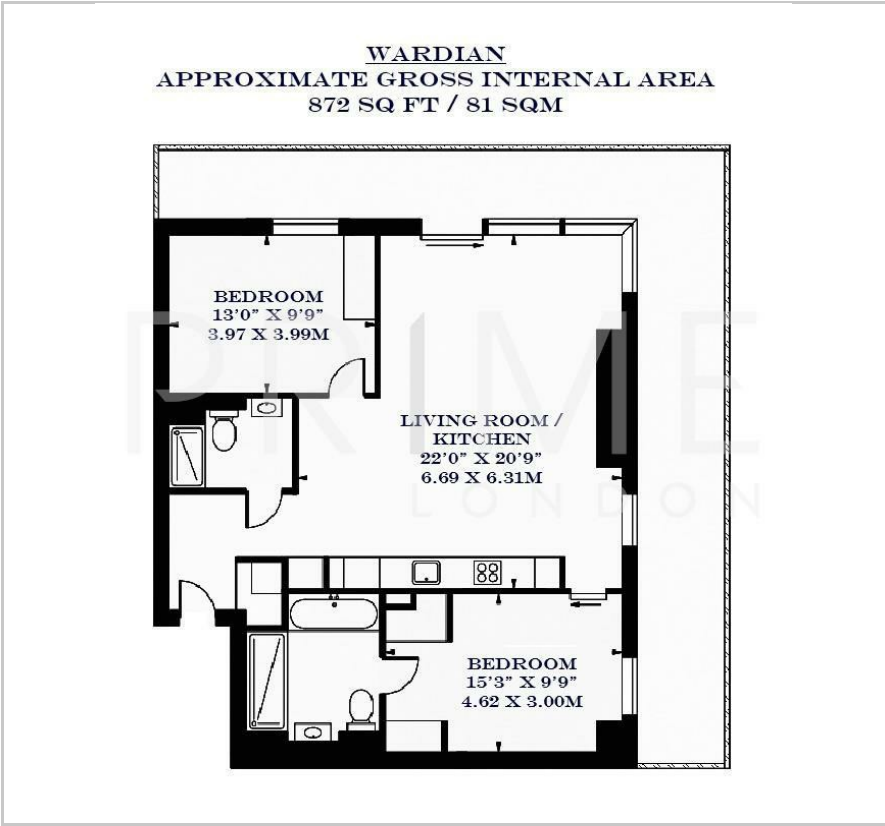 WARDIAN
APPROXIMATE GROSS INTERNAL AREA
872 SQ FT / 81 SQM
BEDROOM
13'0" X 9'9"
3.97 X 3.99M
PRIME
LONDON
LIVING ROOM /
KITCHEN
22'0" X 20'9"
6.69 X 6.31M
BEDROOM
15'3" X 9'9"
4.62 X 3.00M